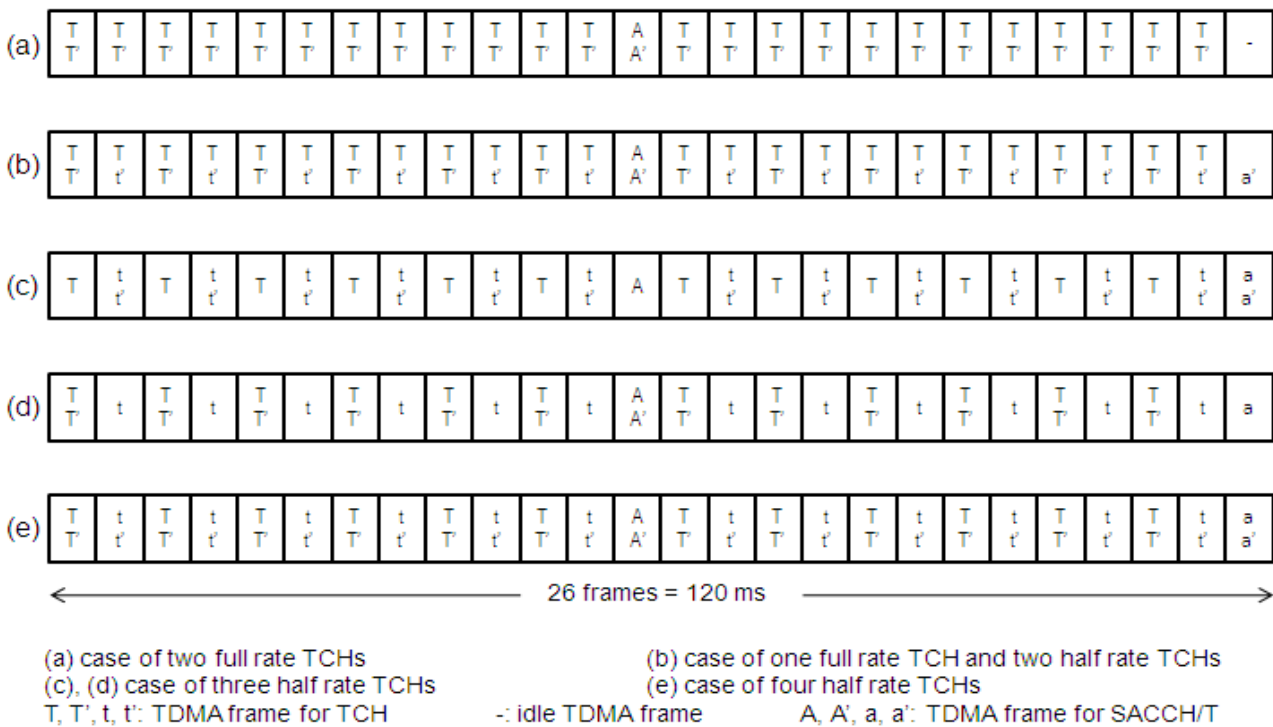 T T T T T T T T T T T T A T T T T T T T T T T T T
(a) -
T' T' T' T' T' T' T' T' T' T' T' T' A' T' T' T' T' T' T' T' T' T' T' T' T'
T T T T T T T T T T T T A T T T T T T T T T T T T
(b)
T' t' T' t' T' t' T' t' T' t' T' t' A' T' t' T' t' T' t' T' t' T' t' T' t' a'
t t t t t t t t t t t t a
(c) T T T T T T A T T T T T T
t' t' t' t' t' t' t' t' t' t' t' t' a'
T T T T T T A T T T T T T
(d) t t t t t t t t t t t t a
T' T' T' T' T' T' A' T' T' T' T' T' T'
T t T t T t T t T t T t A T t T t T t T t T t T t a
(e)
T' t' T' t' T' t' T' t' T' t' T' t' A' T' t' T' t' T' t' T' t' T' t' T' t' a'
26 frames = 120 ms
(a) case of two full rate TCHs (b) case of one full rate TCH and two half rate TCHs
(c), (d) case of three half rate TCHs (e) case of four half rate TCHs
T, T', t, t': TDMA frame for TCH -: idle TDMA frame A, A', a, a': TDMA frame for SACCH/T